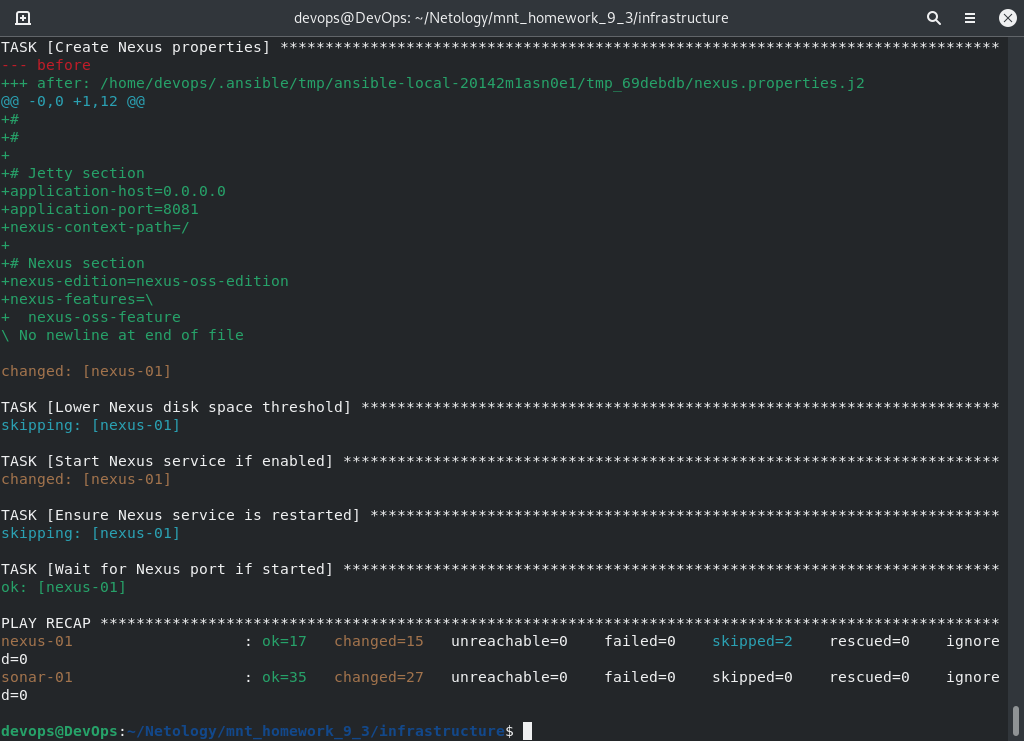 devops@DevOps: ~/Netology/mnt_homework_9_3/infrastructure
TASK [Create Nexus properties] ********************************************************************************
--- before
+++ after: /home/devops/.ansible/tmp/ansible-local-20142m1asn0e1/tmp_69debdb/nexus.properties.j2
@@ -0,0 +1,12 @@
+#
+#
+
+# Jetty section
+application-host=0.0.0.0
+application-port=8081
+nexus-context-path=/
+
+# Nexus section
+nexus-edition=nexus-oss-edition
+nexus-features=\
+  nexus-oss-feature
\ No newline at end of file
changed: [nexus-01]
TASK [Lower Nexus disk space threshold] ***********************************************************************
skipping: [nexus-01]
TASK [Start Nexus service if enabled] *************************************************************************
changed: [nexus-01]
TASK [Ensure Nexus service is restarted] **********************************************************************
skipping: [nexus-01]
TASK [Wait for Nexus port if started] *************************************************************************
ok: [nexus-01]
PLAY RECAP ****************************************************************************************************
nexus-01                   : ok=17   changed=15   unreachable=0    failed=0    skipped=2    rescued=0    ignore
d=0
sonar-01                   : ok=35   changed=27   unreachable=0    failed=0    skipped=0    rescued=0    ignore
d=0
devops@DevOps:~/Netology/mnt_homework_9_3/infrastructure$